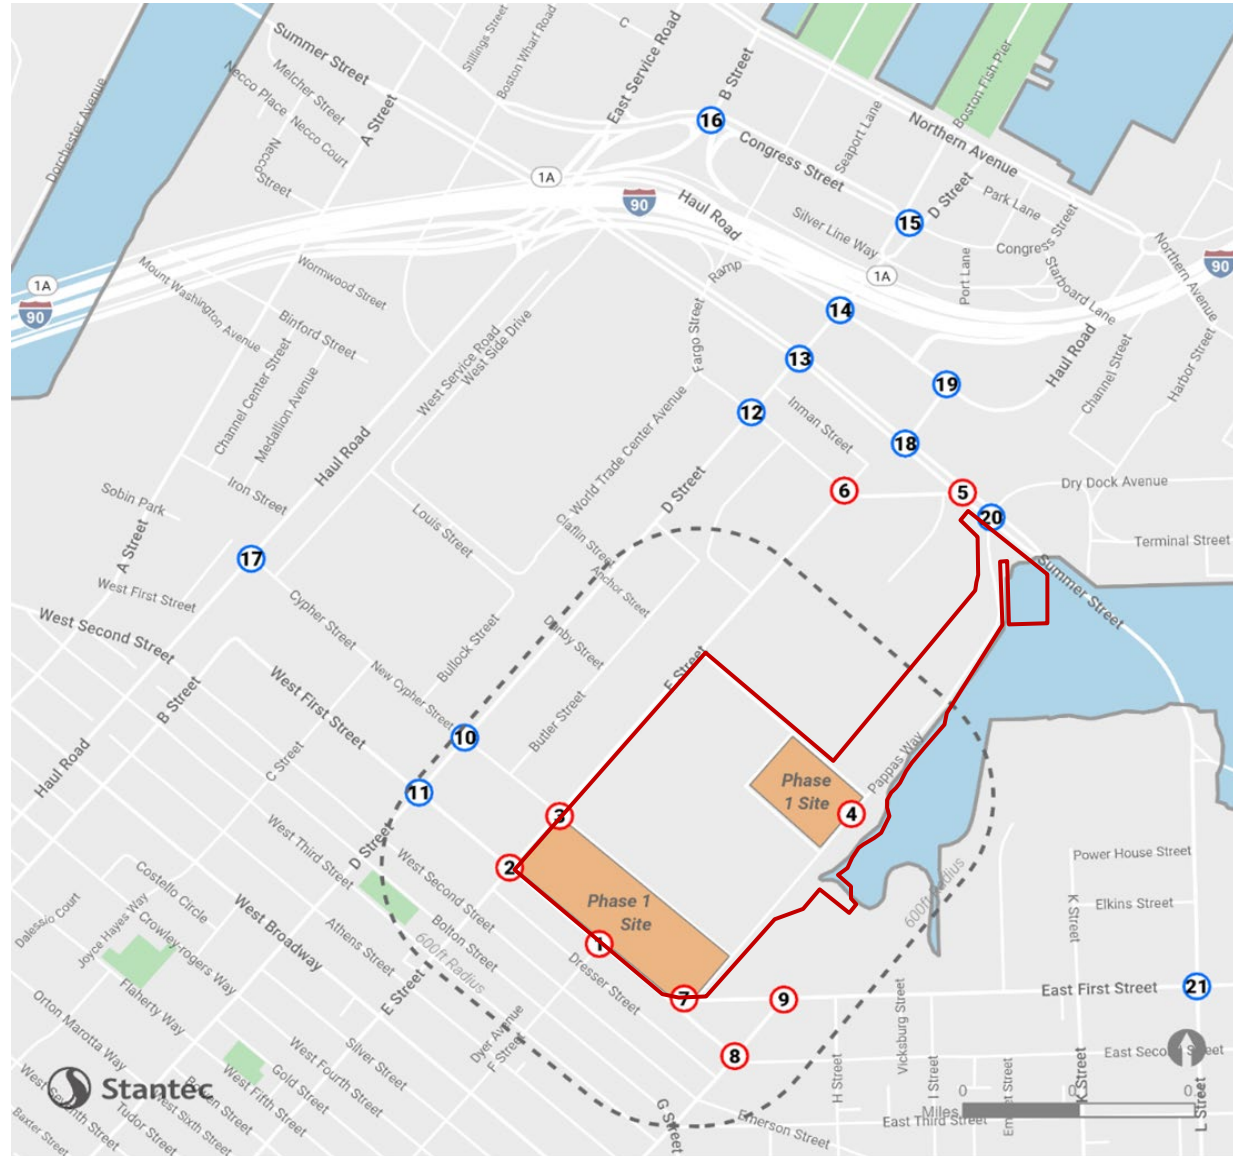 C
Stillings Street
Boston Wharf Road
East Service Road
B Street
Boston Fish Pier
Summer Street
Necco Place
Melcher Street
Necco Court
Necco
Street
A Street
Dorchester Avenue
16
Congress Street
Seaport Lane
Northern Avenue
1A
90
Haul Road
D Street
Park Lane
15
Silver Line Way
Congress Street
Northern Avenue
90
1A
Ramp
Port Lane
Starboard Lane
1A
90
Mount Washington Avenue
Wormwood Street
Binford Street
Channel Center Street
Medallion Avenue
West Service Road
West Side Drive
Fargo Street
14
13
Haul Road
Channel Street
Harbor Street
19
12
Inman Street
18
World Trade Center Avenue
Haul Road
D Street
Sobin Park
Iron Street
6
5
Dry Dock Avenue
20
Louis Street
Claflin Street
Anchor Street
A Street
17
Terminal Street
Summer Street
West First Street
Cypher Street
West Second Street
Bullock Street
Danby Street
New Cypher Street
West First Street
E Street
B Street
Butler Street
10
C Street
Haul Road
11
Pappas Way
Phase
1 Site
4
3
D Street
West Third Street
West Second Street
2
Power House Street
600ft Radius
K Street
Elkins Street
Phase 1
Site
Costello Circle
Dalessio Court
Joyce Hayes Way
Crowley-rogers Way
West Broadway
Athens Street
Bolton Street
600ft Radius
1
Dresser Street
Flaherty Way
E Street
7
9
East First Street
21
Vicksburg Street
Orton Marotta Way
Silver Street
Dyer Avenue
F Street
8
H Street
I Street
East Second Street
K Street
L Street
Stantec
West Fourth Street
Gold Street
West Fifth Street
West Sixth Street
West Seventh Street
Tudor Street
Baxter Street
G Street
Emerson Street
East Third Street
0
Miles